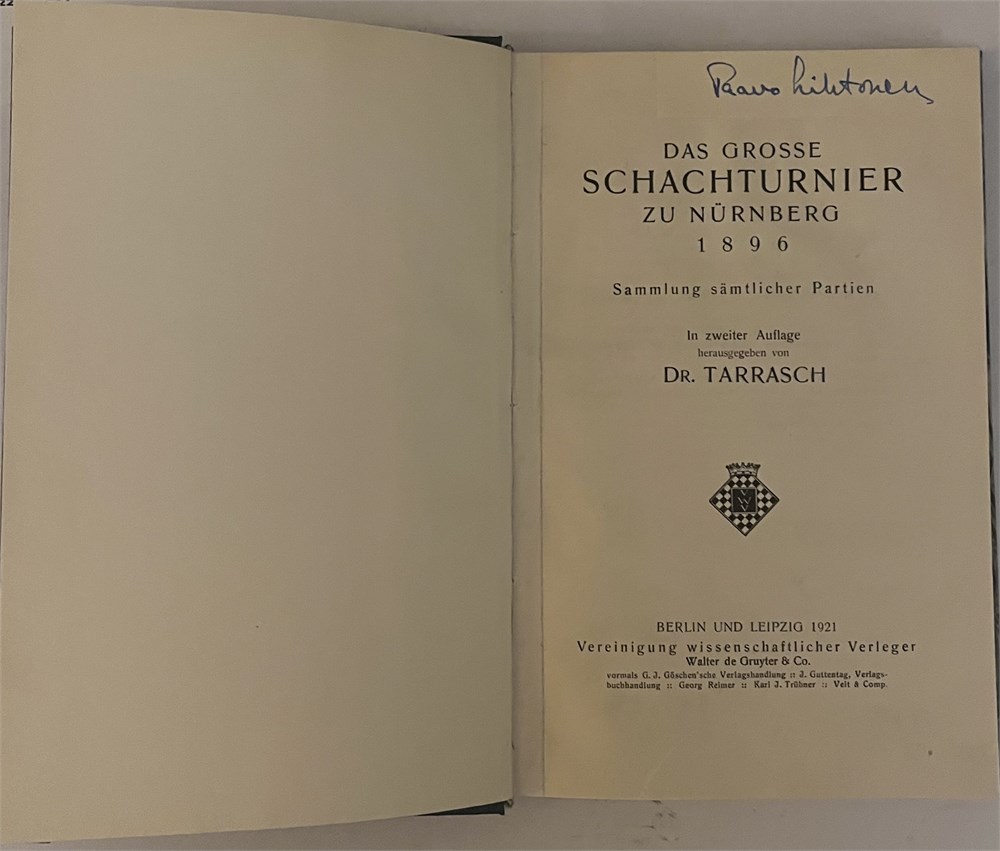 22
Paavo Lilitonen
DAS GROSSE
SCHACHTURNIER
ZU NÜRNBERG
1896
Sammlung sämtlicher Partien
In zweiter Auflage
herausgegeben von
DR. TARRASCH
BERLIN UND LEIPZIG 1921
Vereinigung wissenschaftlicher Verleger
Walter de Gruyter & Co.
vormals G. J. Göschen'sche Verlagshandlung :: J. Guttentag, Verlags-
buchhandlung :: Georg Reimer :: Karl J. Trübner :: Veit & Comp.